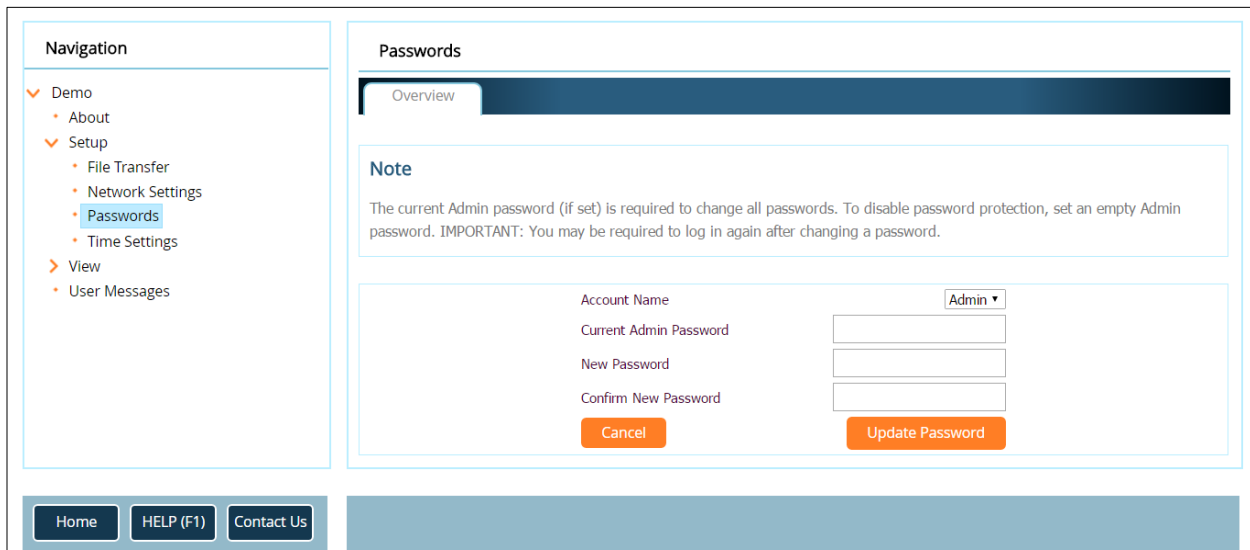 Navigation
Demo
About
Setup
File Transfer
Network Settings
Passwords
Time Settings
View
User Messages
Passwords
Overview
Note
The current Admin password (if set) is required to change all passwords. To disable password protection, set an empty Admin
password. IMPORTANT: You may be required to log in again after changing a password.
Account Name Admin
Current Admin Password
New Password
Confirm New Password
Cancel Update Password
Home HELP (F1) Contact Us